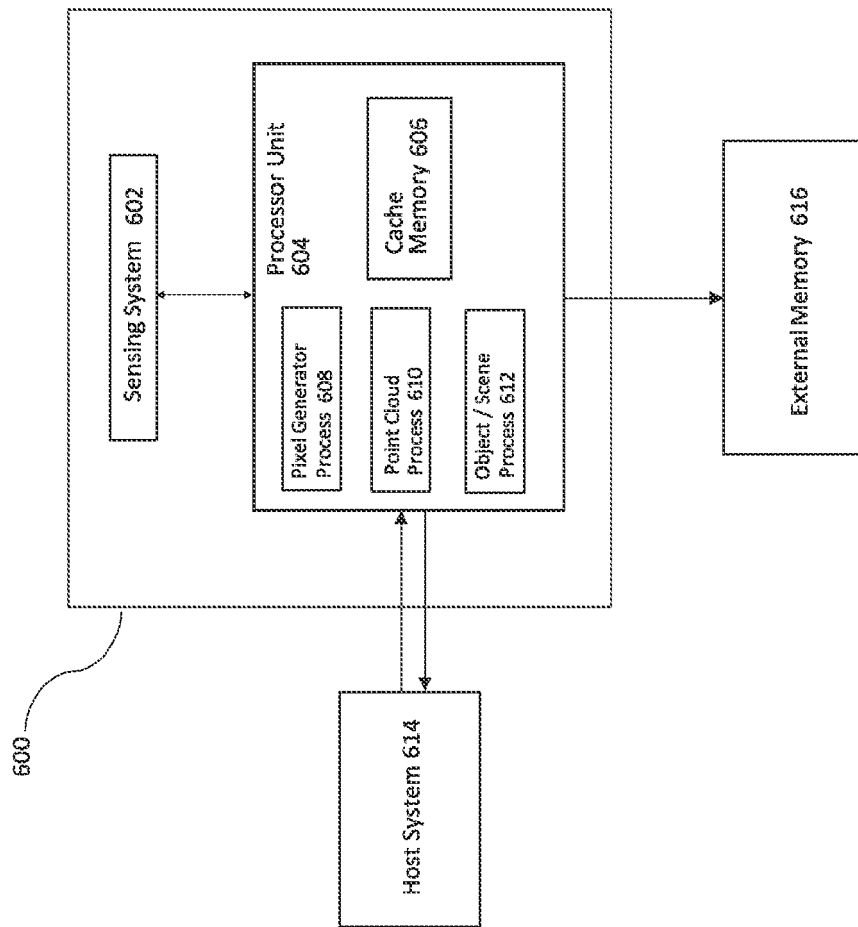 600
Sensing System 602
Processor Unit
604
Pixel Generator
Process 608
Point Cloud
Process 610
Object / Scene
Process 612
Cache
Memory 606
Host System 614
External Memory 616